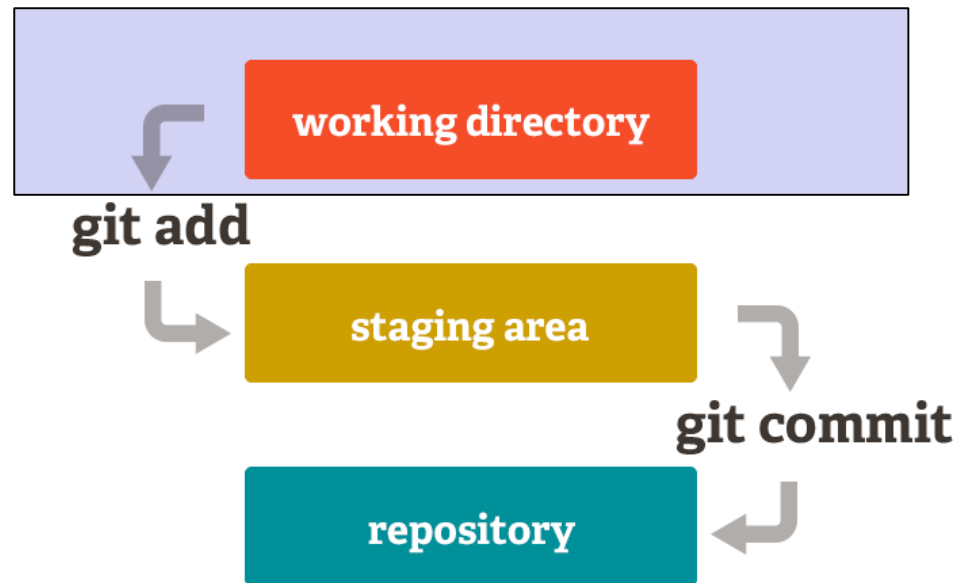 working directory
git add
staging area
git commit
repository